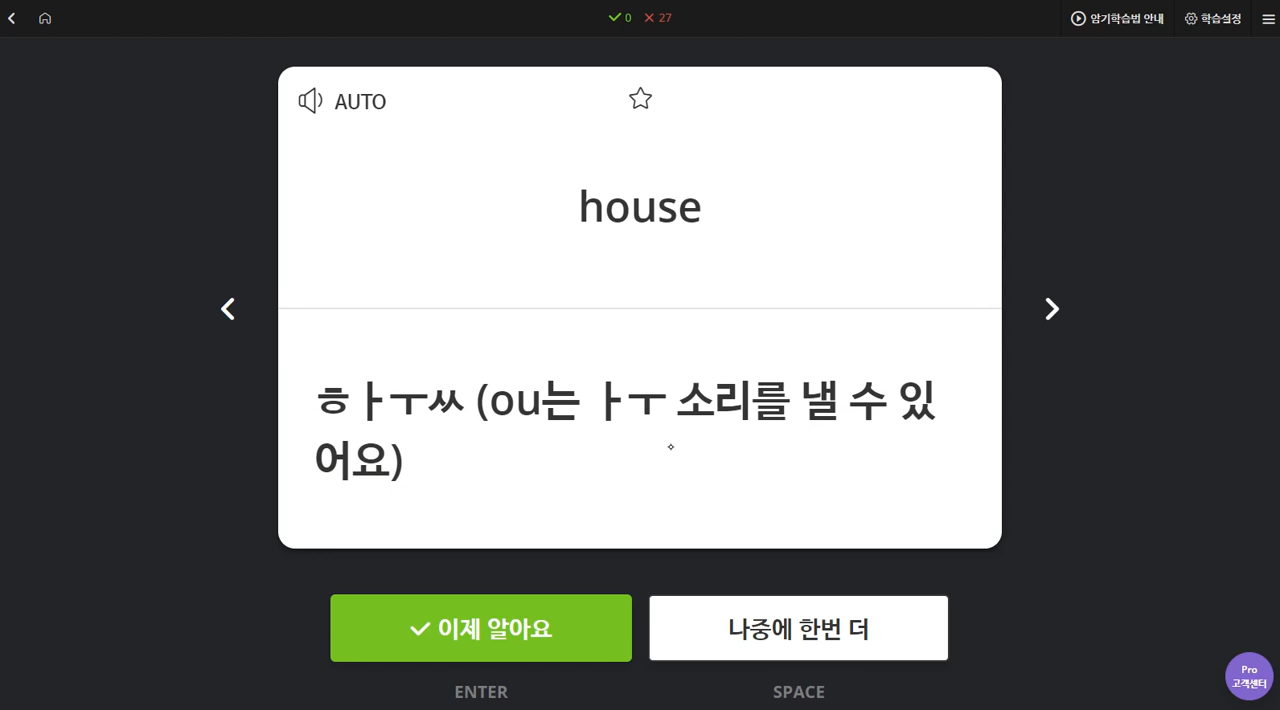 0 27 암기학습법 안내 학습설정
AUTO
house
ㅎㅏㅜㅆ (ou는 ㅏㅜ 소리를 낼 수 있
어요)
이제 알아요 나중에 한번 더
ENTER SPACE
Pro
고객센터